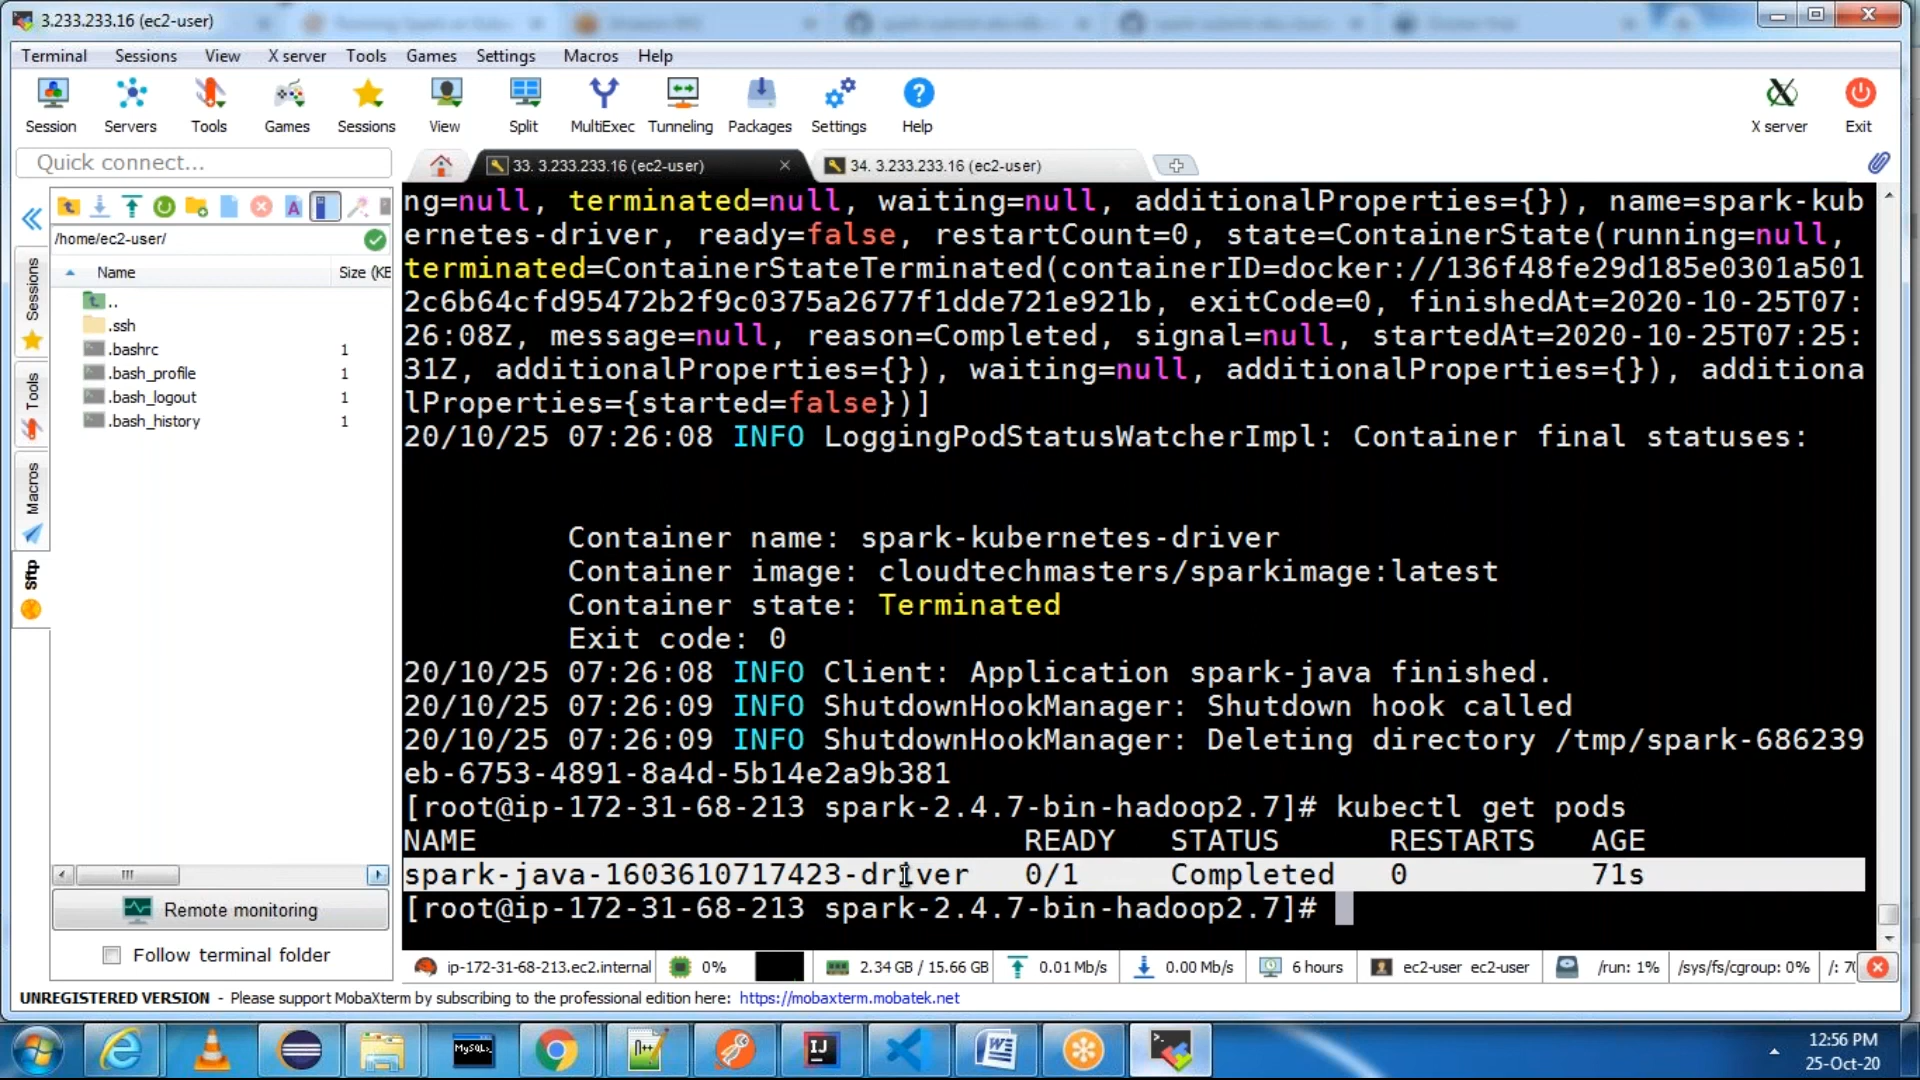 3.233.233.16 (ec2-user)
Terminal Sessions View X server Tools Games Settings Macros Help
Session Servers Tools Games Sessions View Split MultiExec Tunneling Packages Settings Help X server Exit
Quick connect...
33. 3.233.233.16 (ec2-user)
34. 3.233.233.16 (ec2-user)
/home/ec2-user/
Name Size (KB
..
.ssh
.bashrc 1
.bash_profile 1
.bash_logout 1
.bash_history 1
Sessions
Tools
Macros
Sftp
Remote monitoring
Follow terminal folder
ng=null, terminated=null, waiting=null, additionalProperties={}), name=spark-kub
ernetes-driver, ready=false, restartCount=0, state=ContainerState(running=null,
terminated=ContainerStateTerminated(containerID=docker://136f48fe29d185e0301a501
2c6b64cfd95472b2f9c0375a2677f1dde721e921b, exitCode=0, finishedAt=2020-10-25T07:
26:08Z, message=null, reason=Completed, signal=null, startedAt=2020-10-25T07:25:
31Z, additionalProperties={}), waiting=null, additionalProperties={}), additiona
lProperties={started=false})]
20/10/25 07:26:08 INFO LoggingPodStatusWatcherImpl: Container final statuses:
Container name: spark-kubernetes-driver
Container image: cloudtechmasters/sparkimage:latest
Container state: Terminated
Exit code: 0
20/10/25 07:26:08 INFO Client: Application spark-java finished.
20/10/25 07:26:09 INFO ShutdownHookManager: Shutdown hook called
20/10/25 07:26:09 INFO ShutdownHookManager: Deleting directory /tmp/spark-686239
eb-6753-4891-8a4d-5b14e2a9b381
[root@ip-172-31-68-213 spark-2.4.7-bin-hadoop2.7]# kubectl get pods
NAME READY STATUS RESTARTS AGE
spark-java-1603610717423-driver 0/1 Completed 0 71s
[root@ip-172-31-68-213 spark-2.4.7-bin-hadoop2.7]#
ip-172-31-68-213.ec2.internal 0% 2.34 GB / 15.66 GB 0.01 Mb/s 0.00 Mb/s 6 hours ec2-user ec2-user /run: 1% /sys/fs/cgroup: 0% /: 70
UNREGISTERED VERSION - Please support MobaXterm by subscribing to the professional edition here: https://mobaxterm.mobatek.net
MySQL
N++
IJ
W
12:56 PM
25-Oct-20